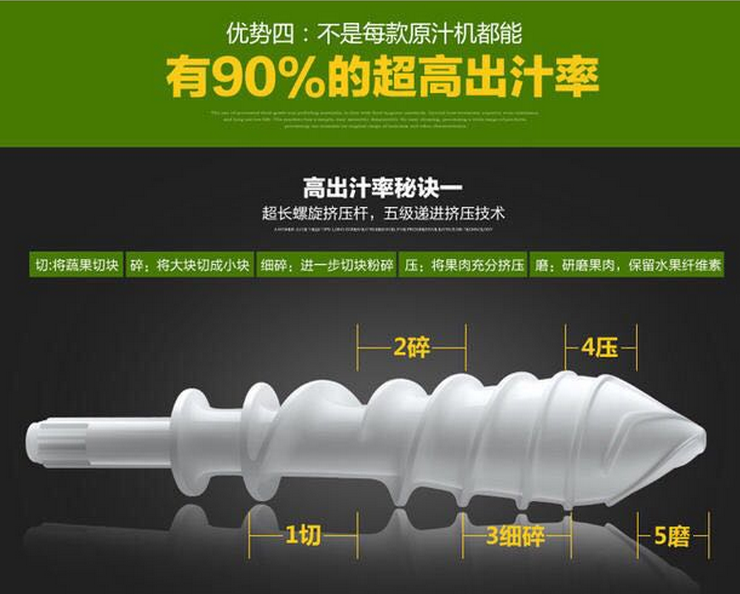 优势四：不是每款原汁机都能
有90%的超高出汁率
高出汁率秘诀一
超长螺旋挤压杆，五级递进挤压技术
切:将蔬果切块 碎；将大块切成小块 细碎；进一步切块粉碎 压；将果肉充分挤压 磨；研磨果肉，保留水果纤维素
2碎 4压
1切 3细碎 5磨